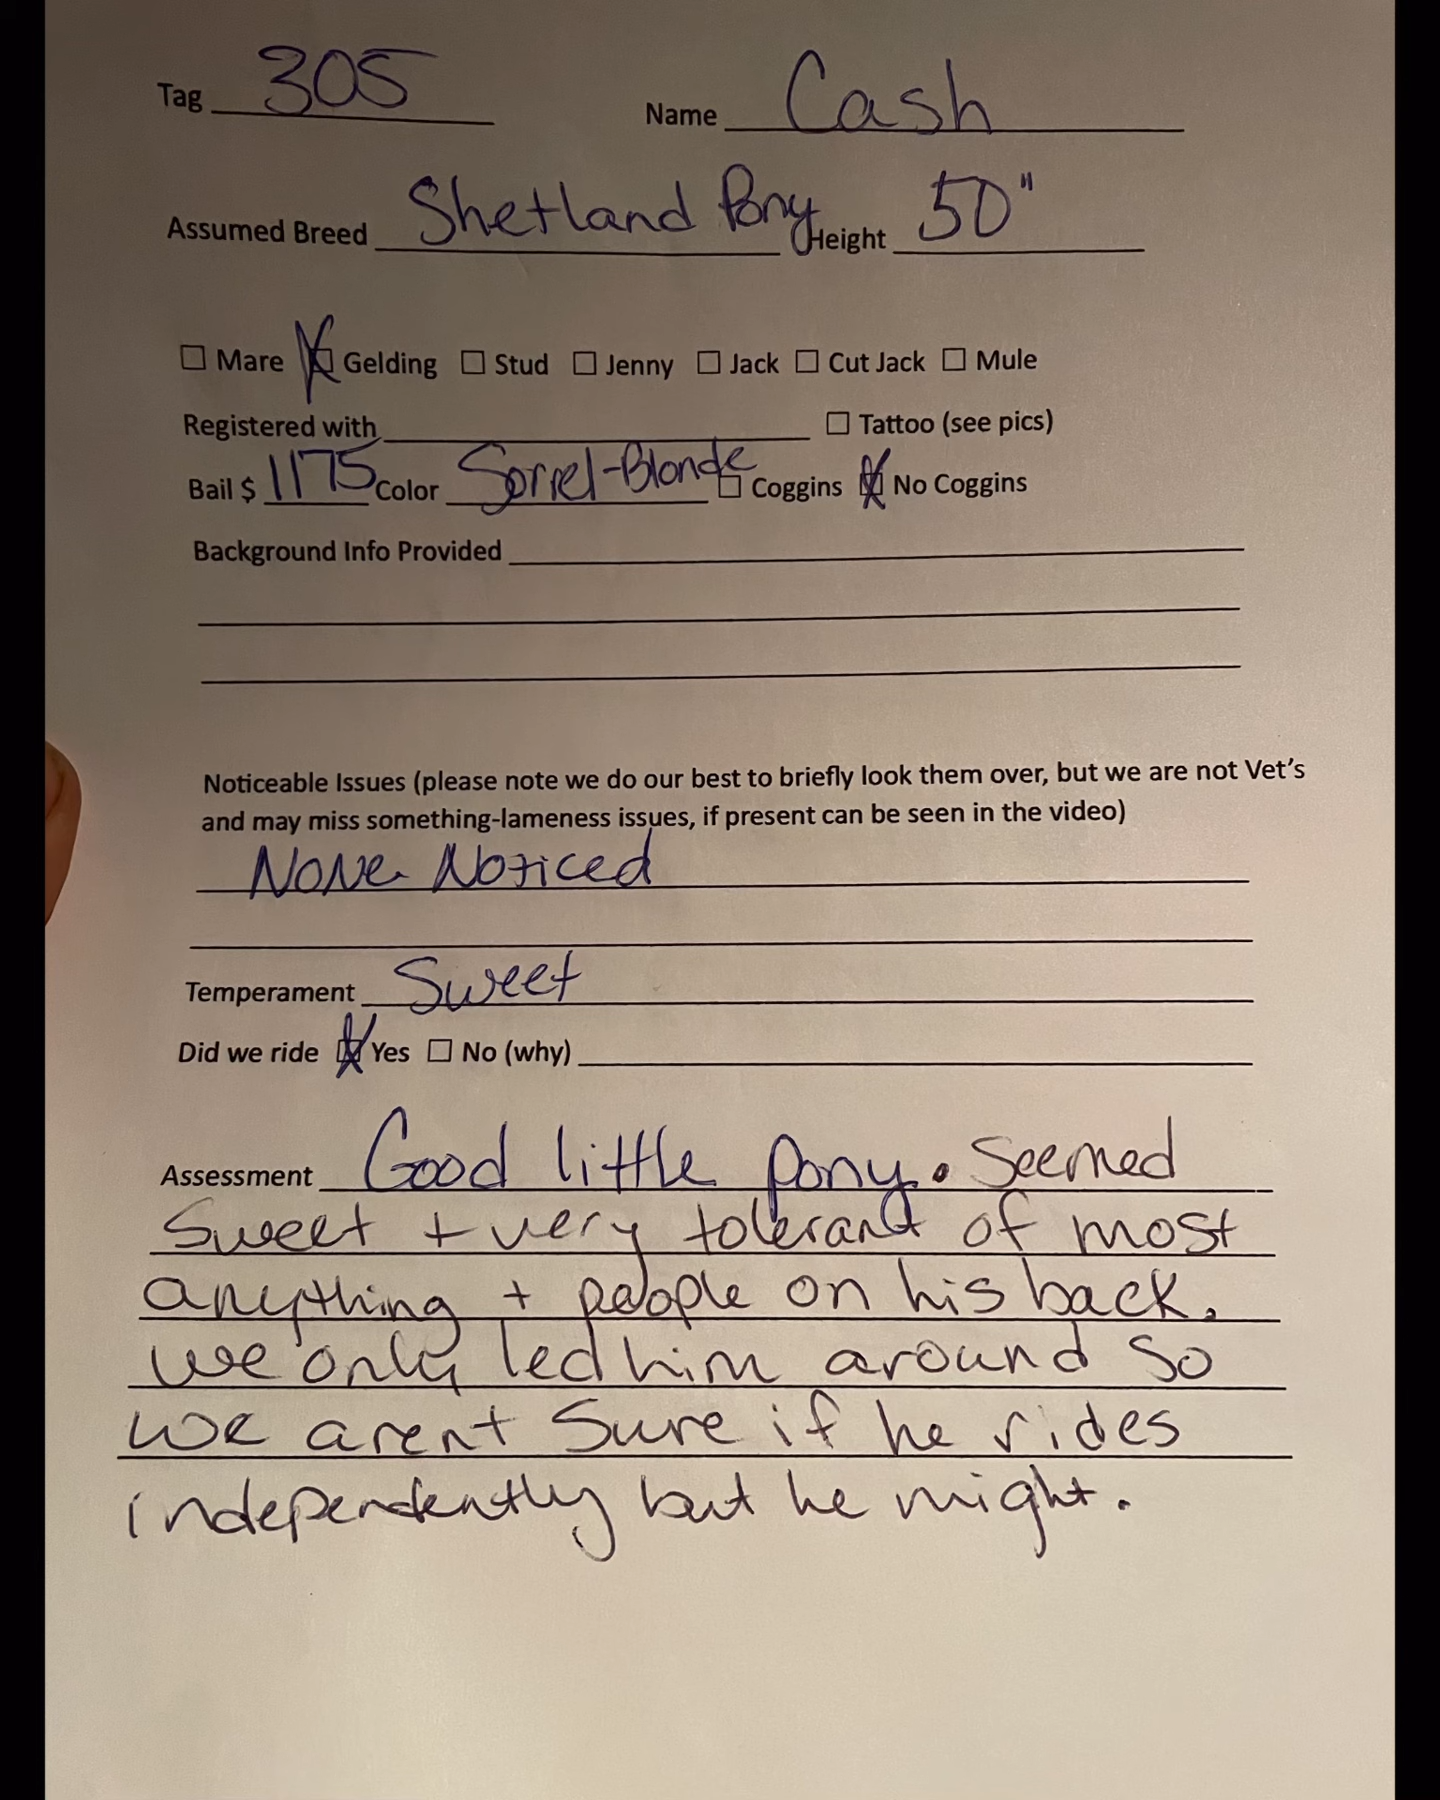 Tag 305 Name Cash
Assumed Breed Shetland Pony Height 50"
☐ Mare ☒ Gelding ☐ Stud ☐ Jenny ☐ Jack ☐ Cut Jack ☐ Mule
Registered with ☐ Tattoo (see pics)
Bail $ 1175 Color Sorrel-Blonde ☐ Coggins ☒ No Coggins
Background Info Provided
Noticeable Issues (please note we do our best to briefly look them over, but we are not Vet's
and may miss something-lameness issues, if present can be seen in the video)
None Noticed
Temperament Sweet
Did we ride ☒ Yes ☐ No (why)
Assessment Good little pony. Seemed
Sweet + very tolerant of most
anything + people on his back.
we only led him around so
we arent Sure if he rides
independently but he might.